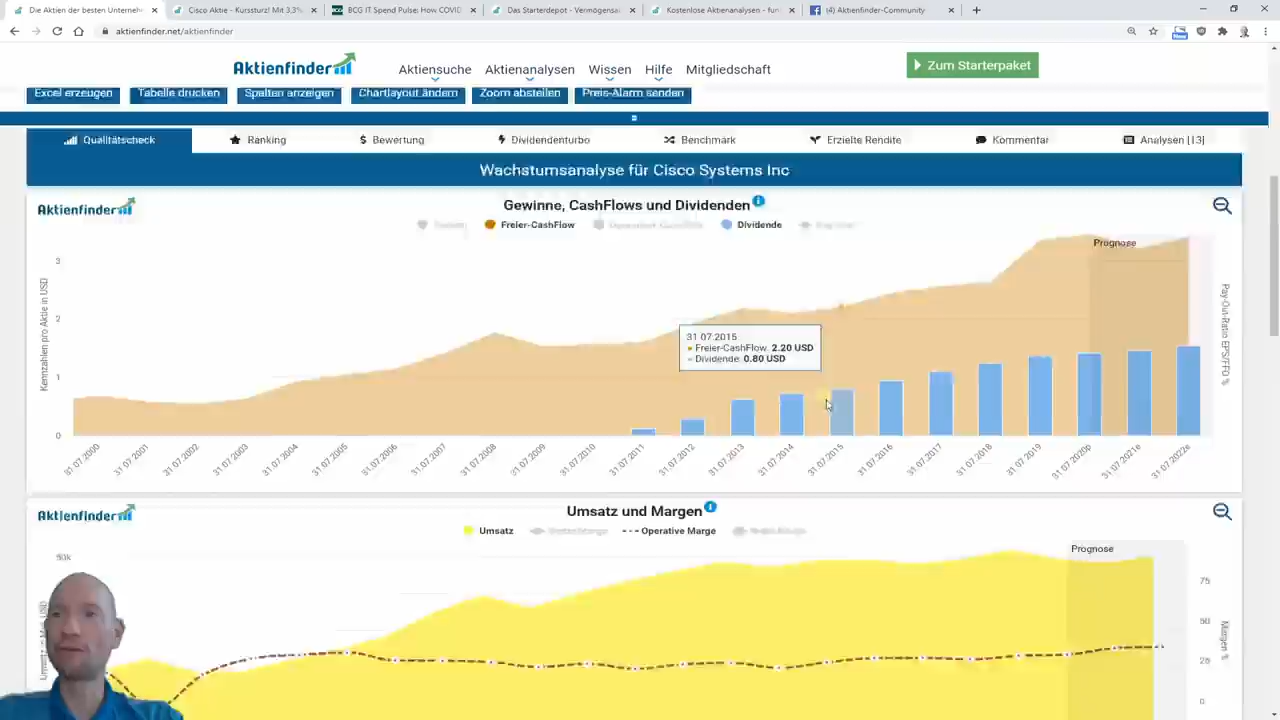 Die Aktien der besten Unterneh
Cisco Aktie - Kurssturz! Mit 3,3%
BCG IT Spend Pulse: How COVID
Das Starterdepot - Vermögensa
Kostenlose Aktienanalysen - fun
(4) Aktienfinder-Community
aktienfinder.net/aktienfinder
Aktienfinder
Aktiensuche
Aktienanalysen
Wissen
Hilfe
Mitgliedschaft
Zum Starterpaket
Excel erzeugen
Tabelle drucken
Spalten anzeigen
Chartlayout ändern
Zoom abstellen
Preis-Alarm senden
Qualitätscheck
Ranking
$ Bewertung
Dividendenturbo
Benchmark
Erzielte Rendite
Kommentar
Analysen [13]
Wachstumsanalyse für Cisco Systems Inc
Aktienfinder
Gewinne, CashFlows und Dividenden
Freier-CashFlow
Dividende
Prognose
Kennzahlen pro Aktie in USD
3
2
1
0
Pay-Out-Ratio EPS/FFO %
31.07.2015
Freier-CashFlow: 2.20 USD
Dividende: 0.80 USD
31.07.2000
31.07.2001
31.07.2002
31.07.2003
31.07.2004
31.07.2005
31.07.2006
31.07.2007
31.07.2008
31.07.2009
31.07.2010
31.07.2011
31.07.2012
31.07.2013
31.07.2014
31.07.2015
31.07.2016
31.07.2017
31.07.2018
31.07.2019
31.07.2020p
31.07.2021e
31.07.2022e
Aktienfinder
Umsatz und Margen
Umsatz
Operative Marge
Prognose
50k
75
50
25
0
Margen %